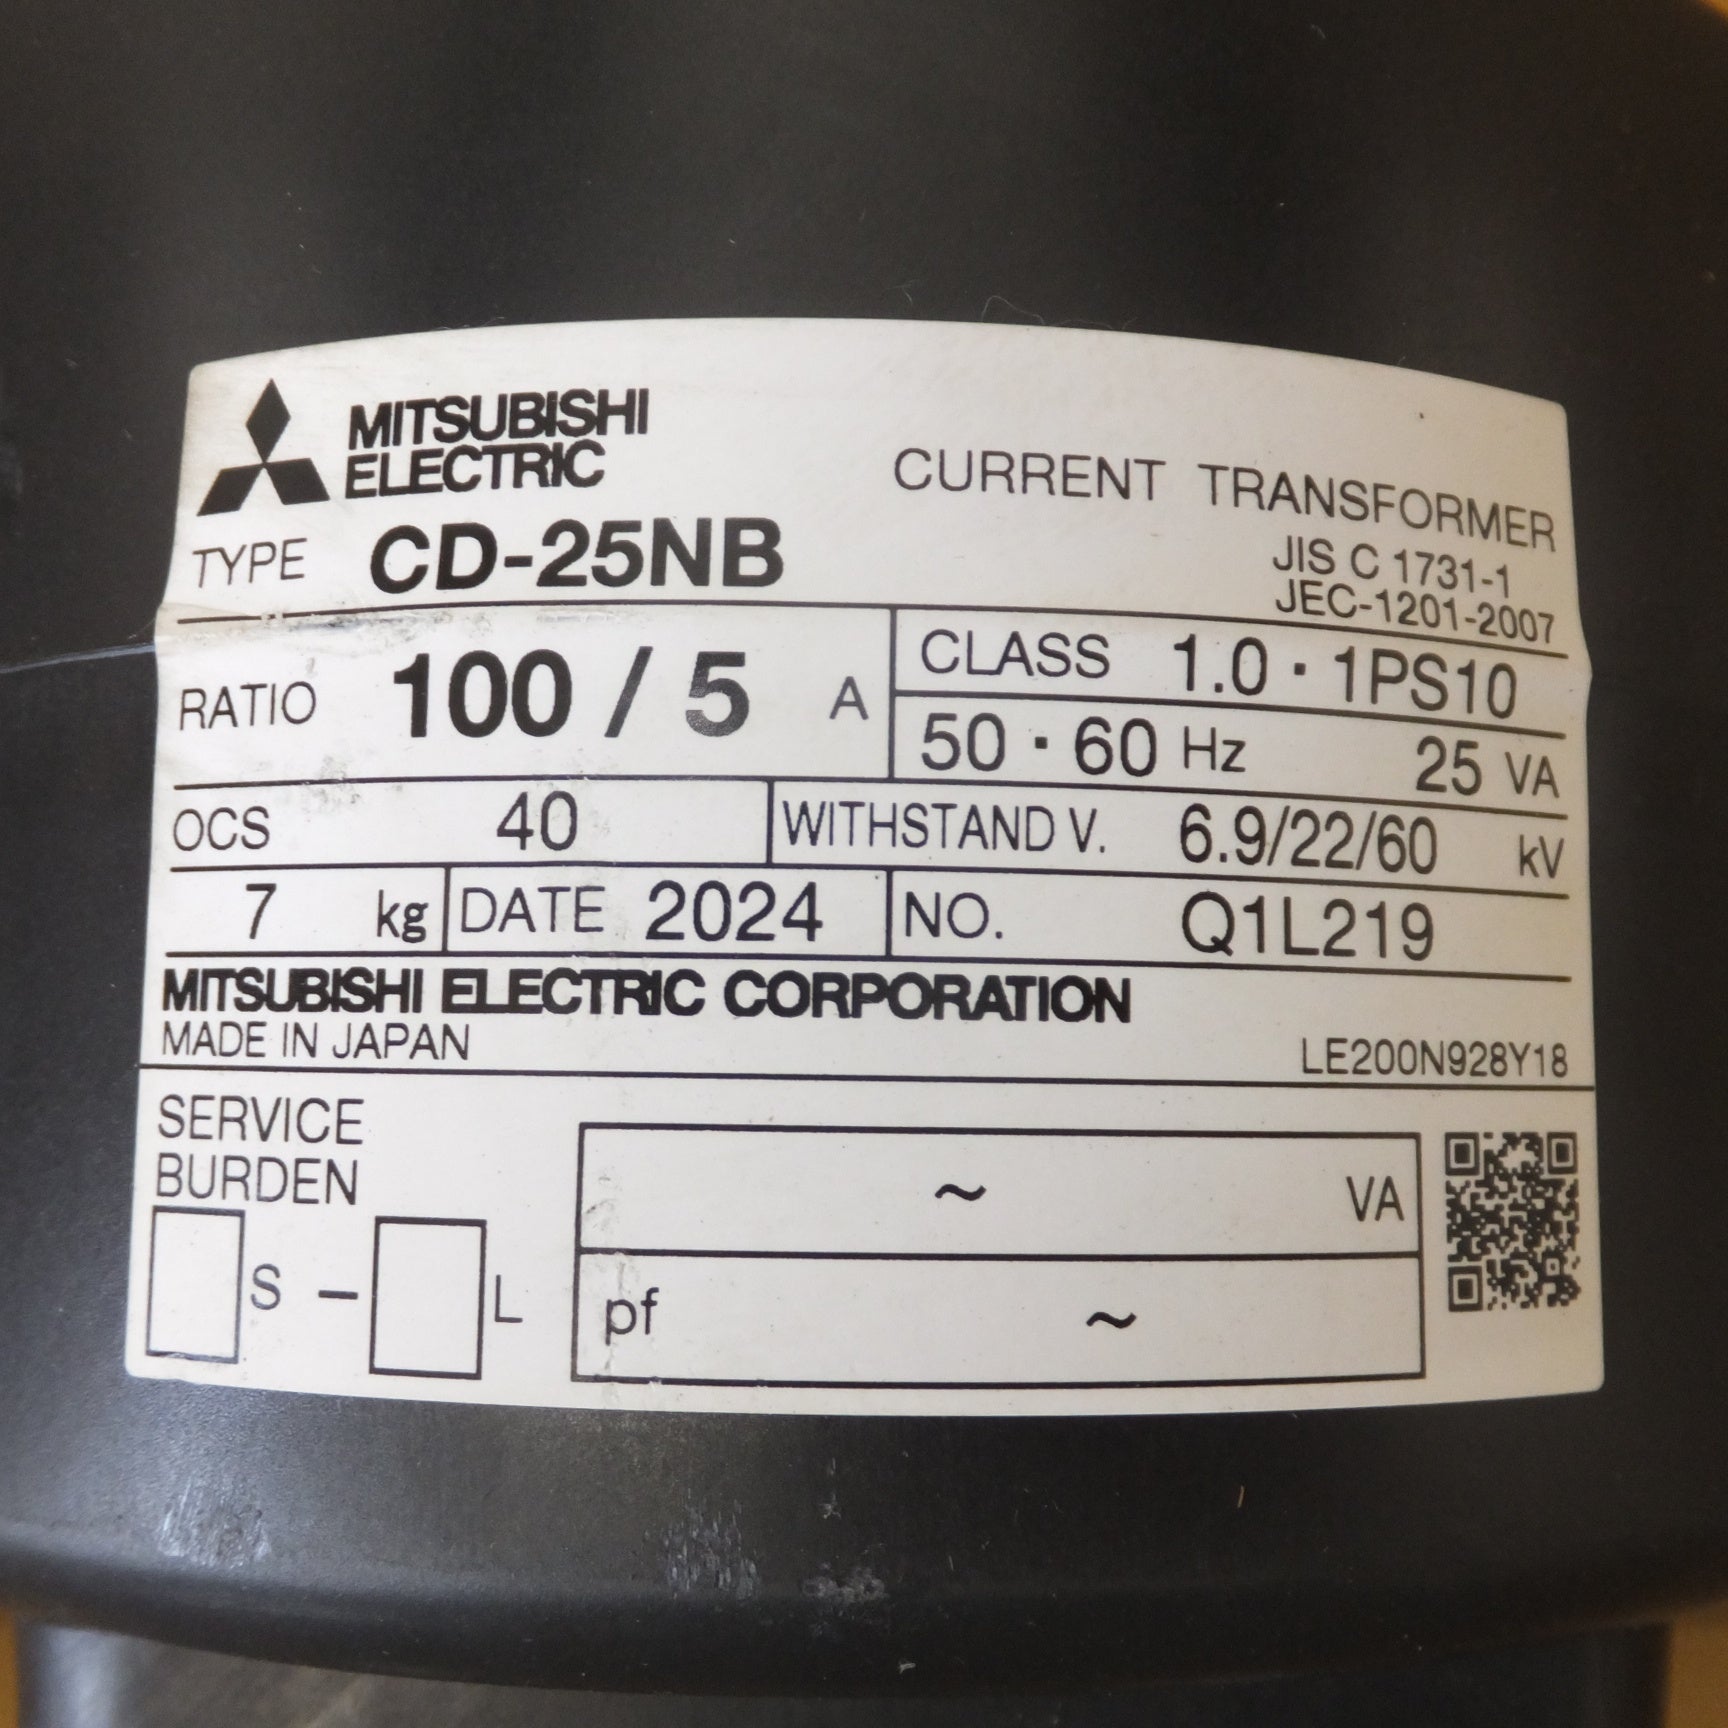 MITSUBISHI
ELECTRIC
CURRENT TRANSFORMER
TYPE CD-25NB
JIS C 1731-1
JEC-1201-2007
RATIO 100 / 5 A
CLASS 1.0・1PS10
50・60 Hz 25 VA
OCS 40 WITHSTAND V. 6.9/22/60 kV
7 kg DATE 2024 NO. Q1L219
MITSUBISHI ELECTRIC CORPORATION
MADE IN JAPAN LE200N928Y18
SERVICE
BURDEN
~ VA
S - L
pf ~